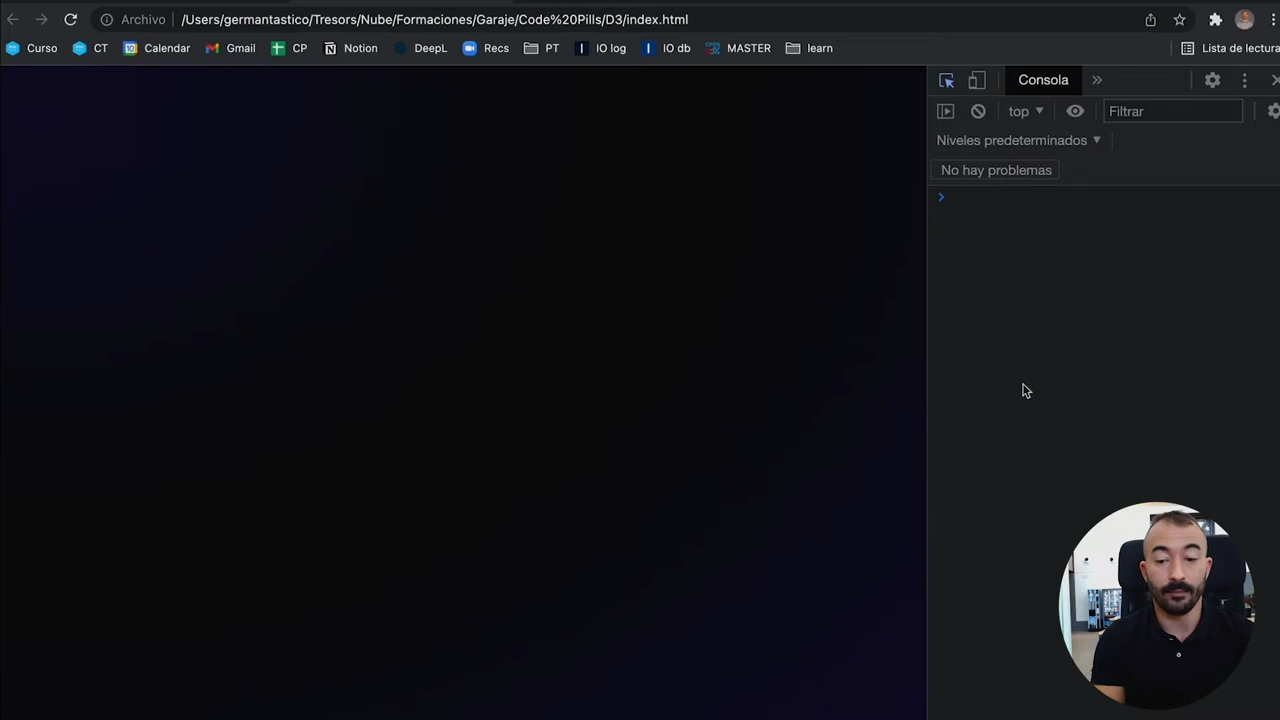 Archivo /Users/germantastico/Tresors/Nube/Formaciones/Garaje/Code%20Pills/D3/index.html
Curso CT 10 Calendar Gmail CP Notion DeepL Recs PT IO log IO db MASTER learn Lista de lectura
Consola
top Filtrar
Niveles predeterminados
No hay problemas